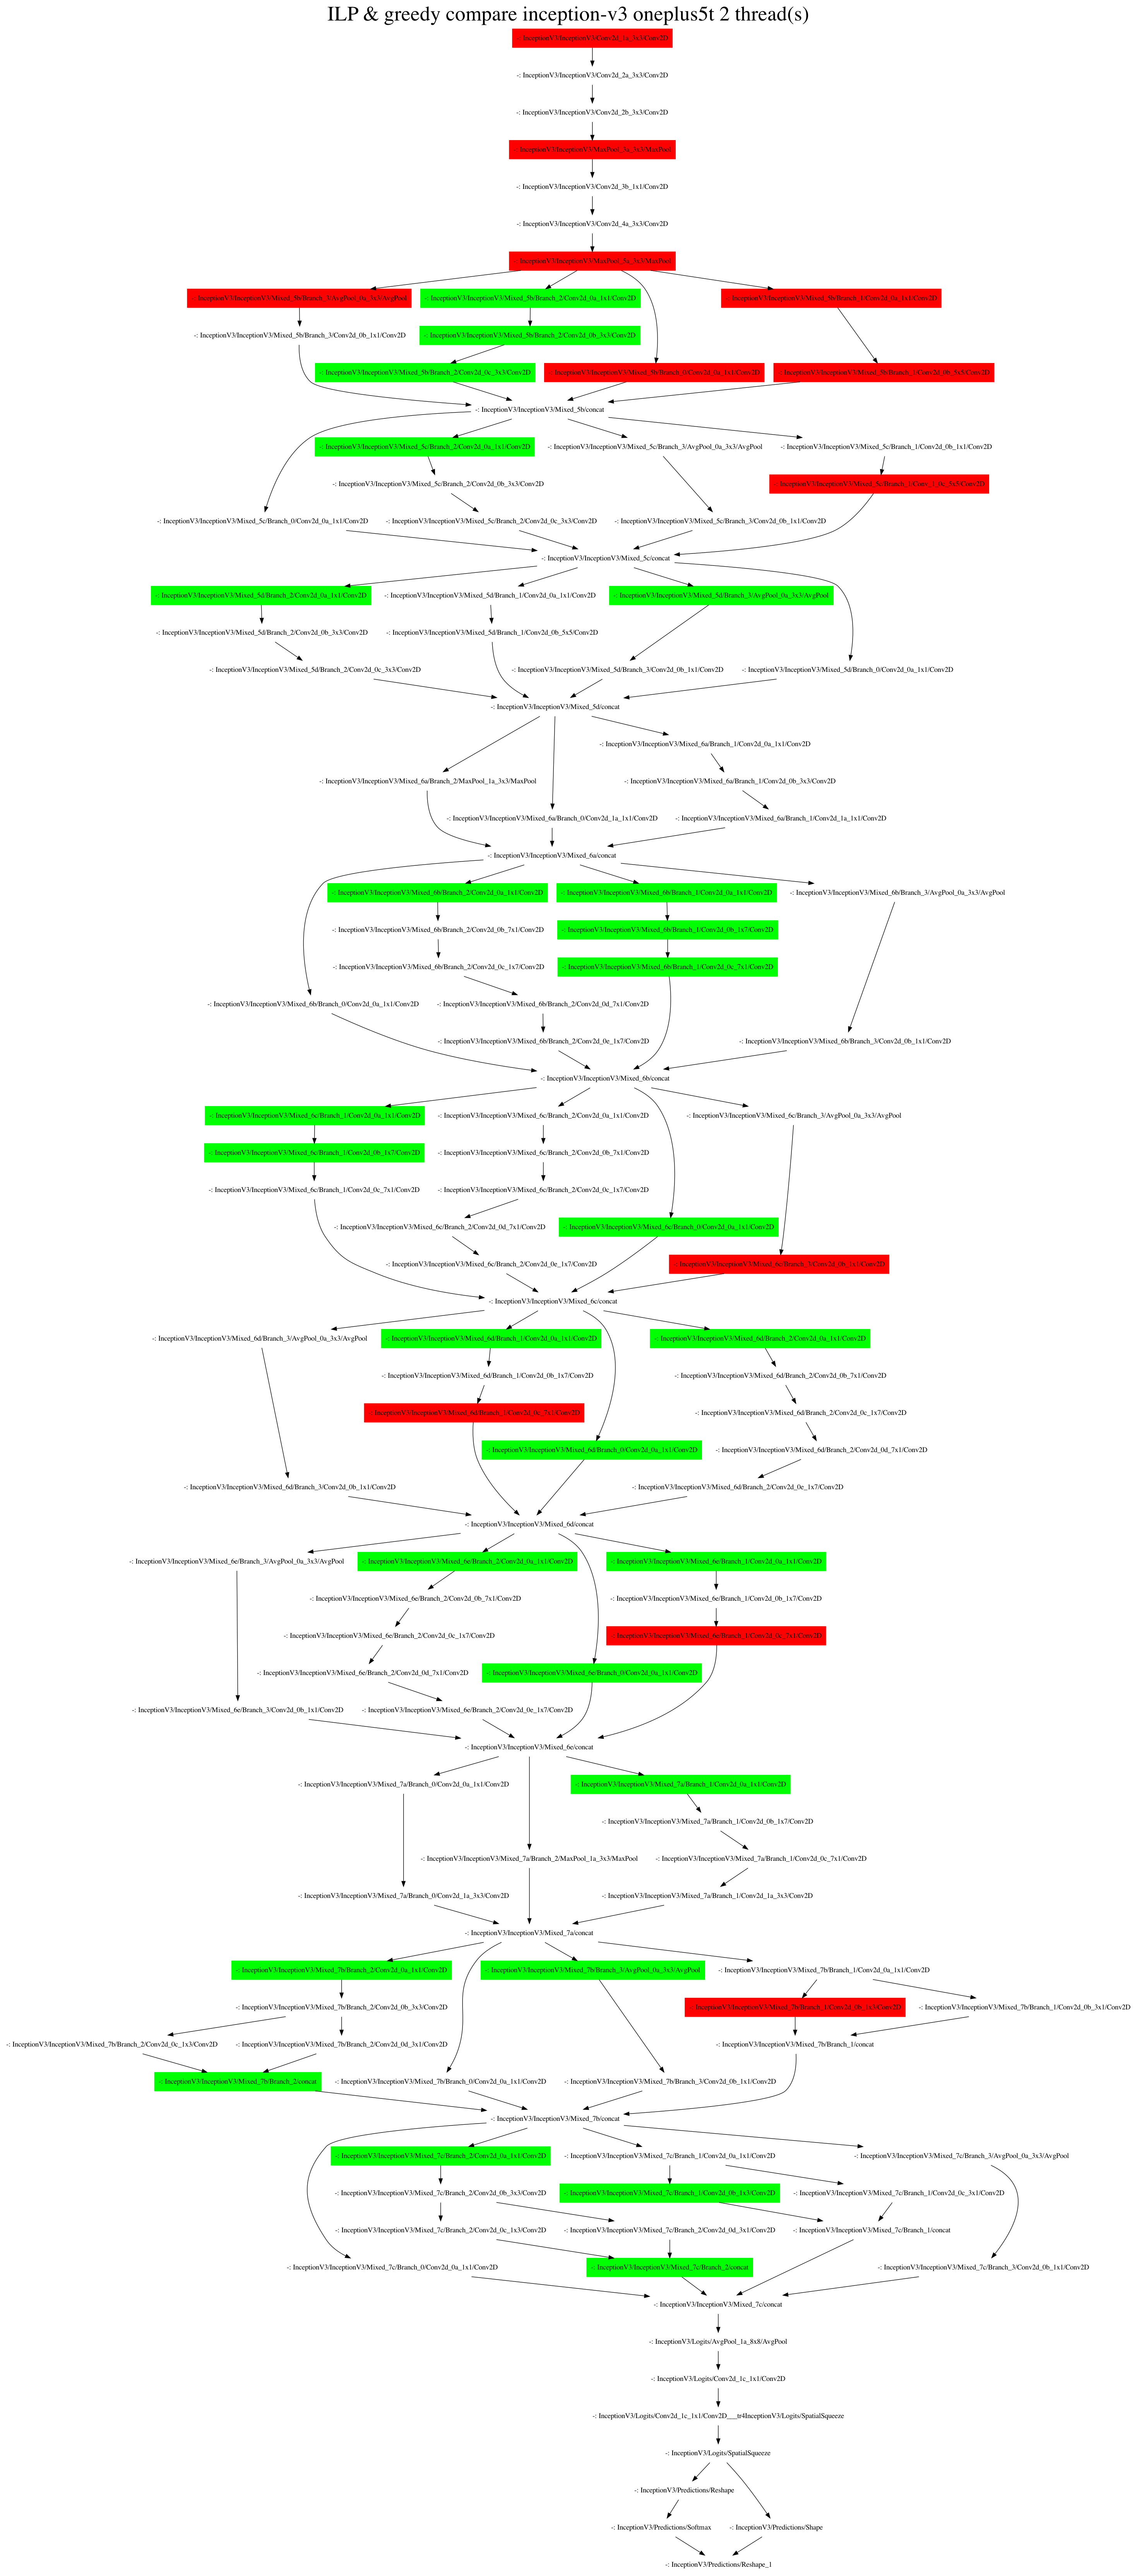 ILP & greedy compare inception-v3 oneplus5t 2 thread(s)
-: InceptionV3/InceptionV3/Conv2d_1a_3x3/Conv2D
-: InceptionV3/InceptionV3/Conv2d_2a_3x3/Conv2D
-: InceptionV3/InceptionV3/Conv2d_2b_3x3/Conv2D
-: InceptionV3/InceptionV3/MaxPool_3a_3x3/MaxPool
-: InceptionV3/InceptionV3/Conv2d_3b_1x1/Conv2D
-: InceptionV3/InceptionV3/Conv2d_4a_3x3/Conv2D
-: InceptionV3/InceptionV3/MaxPool_5a_3x3/MaxPool
-: InceptionV3/InceptionV3/Mixed_5b/Branch_3/AvgPool_0a_3x3/AvgPool
-: InceptionV3/InceptionV3/Mixed_5b/Branch_2/Conv2d_0a_1x1/Conv2D
-: InceptionV3/InceptionV3/Mixed_5b/Branch_1/Conv2d_0a_1x1/Conv2D
-: InceptionV3/InceptionV3/Mixed_5b/Branch_3/Conv2d_0b_1x1/Conv2D
-: InceptionV3/InceptionV3/Mixed_5b/Branch_2/Conv2d_0b_3x3/Conv2D
-: InceptionV3/InceptionV3/Mixed_5b/Branch_2/Conv2d_0c_3x3/Conv2D
-: InceptionV3/InceptionV3/Mixed_5b/Branch_0/Conv2d_0a_1x1/Conv2D
-: InceptionV3/InceptionV3/Mixed_5b/Branch_1/Conv2d_0b_5x5/Conv2D
-: InceptionV3/InceptionV3/Mixed_5b/concat
-: InceptionV3/InceptionV3/Mixed_5c/Branch_2/Conv2d_0a_1x1/Conv2D
-: InceptionV3/InceptionV3/Mixed_5c/Branch_3/AvgPool_0a_3x3/AvgPool
-: InceptionV3/InceptionV3/Mixed_5c/Branch_1/Conv2d_0b_1x1/Conv2D
-: InceptionV3/InceptionV3/Mixed_5c/Branch_2/Conv2d_0b_3x3/Conv2D
-: InceptionV3/InceptionV3/Mixed_5c/Branch_1/Conv_1_0c_5x5/Conv2D
-: InceptionV3/InceptionV3/Mixed_5c/Branch_0/Conv2d_0a_1x1/Conv2D
-: InceptionV3/InceptionV3/Mixed_5c/Branch_2/Conv2d_0c_3x3/Conv2D
-: InceptionV3/InceptionV3/Mixed_5c/Branch_3/Conv2d_0b_1x1/Conv2D
-: InceptionV3/InceptionV3/Mixed_5c/concat
-: InceptionV3/InceptionV3/Mixed_5d/Branch_2/Conv2d_0a_1x1/Conv2D
-: InceptionV3/InceptionV3/Mixed_5d/Branch_1/Conv2d_0a_1x1/Conv2D
-: InceptionV3/InceptionV3/Mixed_5d/Branch_3/AvgPool_0a_3x3/AvgPool
-: InceptionV3/InceptionV3/Mixed_5d/Branch_2/Conv2d_0b_3x3/Conv2D
-: InceptionV3/InceptionV3/Mixed_5d/Branch_1/Conv2d_0b_5x5/Conv2D
-: InceptionV3/InceptionV3/Mixed_5d/Branch_2/Conv2d_0c_3x3/Conv2D
-: InceptionV3/InceptionV3/Mixed_5d/Branch_3/Conv2d_0b_1x1/Conv2D
-: InceptionV3/InceptionV3/Mixed_5d/Branch_0/Conv2d_0a_1x1/Conv2D
-: InceptionV3/InceptionV3/Mixed_5d/concat
-: InceptionV3/InceptionV3/Mixed_6a/Branch_1/Conv2d_0a_1x1/Conv2D
-: InceptionV3/InceptionV3/Mixed_6a/Branch_2/MaxPool_1a_3x3/MaxPool
-: InceptionV3/InceptionV3/Mixed_6a/Branch_1/Conv2d_0b_3x3/Conv2D
-: InceptionV3/InceptionV3/Mixed_6a/Branch_0/Conv2d_1a_1x1/Conv2D
-: InceptionV3/InceptionV3/Mixed_6a/Branch_1/Conv2d_1a_1x1/Conv2D
-: InceptionV3/InceptionV3/Mixed_6a/concat
-: InceptionV3/InceptionV3/Mixed_6b/Branch_2/Conv2d_0a_1x1/Conv2D
-: InceptionV3/InceptionV3/Mixed_6b/Branch_1/Conv2d_0a_1x1/Conv2D
-: InceptionV3/InceptionV3/Mixed_6b/Branch_3/AvgPool_0a_3x3/AvgPool
-: InceptionV3/InceptionV3/Mixed_6b/Branch_2/Conv2d_0b_7x1/Conv2D
-: InceptionV3/InceptionV3/Mixed_6b/Branch_1/Conv2d_0b_1x7/Conv2D
-: InceptionV3/InceptionV3/Mixed_6b/Branch_2/Conv2d_0c_1x7/Conv2D
-: InceptionV3/InceptionV3/Mixed_6b/Branch_1/Conv2d_0c_7x1/Conv2D
-: InceptionV3/InceptionV3/Mixed_6b/Branch_0/Conv2d_0a_1x1/Conv2D
-: InceptionV3/InceptionV3/Mixed_6b/Branch_2/Conv2d_0d_7x1/Conv2D
-: InceptionV3/InceptionV3/Mixed_6b/Branch_2/Conv2d_0e_1x7/Conv2D
-: InceptionV3/InceptionV3/Mixed_6b/Branch_3/Conv2d_0b_1x1/Conv2D
-: InceptionV3/InceptionV3/Mixed_6b/concat
-: InceptionV3/InceptionV3/Mixed_6c/Branch_1/Conv2d_0a_1x1/Conv2D
-: InceptionV3/InceptionV3/Mixed_6c/Branch_2/Conv2d_0a_1x1/Conv2D
-: InceptionV3/InceptionV3/Mixed_6c/Branch_3/AvgPool_0a_3x3/AvgPool
-: InceptionV3/InceptionV3/Mixed_6c/Branch_1/Conv2d_0b_1x7/Conv2D
-: InceptionV3/InceptionV3/Mixed_6c/Branch_2/Conv2d_0b_7x1/Conv2D
-: InceptionV3/InceptionV3/Mixed_6c/Branch_1/Conv2d_0c_7x1/Conv2D
-: InceptionV3/InceptionV3/Mixed_6c/Branch_2/Conv2d_0c_1x7/Conv2D
-: InceptionV3/InceptionV3/Mixed_6c/Branch_2/Conv2d_0d_7x1/Conv2D
-: InceptionV3/InceptionV3/Mixed_6c/Branch_0/Conv2d_0a_1x1/Conv2D
-: InceptionV3/InceptionV3/Mixed_6c/Branch_2/Conv2d_0e_1x7/Conv2D
-: InceptionV3/InceptionV3/Mixed_6c/Branch_3/Conv2d_0b_1x1/Conv2D
-: InceptionV3/InceptionV3/Mixed_6c/concat
-: InceptionV3/InceptionV3/Mixed_6d/Branch_3/AvgPool_0a_3x3/AvgPool
-: InceptionV3/InceptionV3/Mixed_6d/Branch_1/Conv2d_0a_1x1/Conv2D
-: InceptionV3/InceptionV3/Mixed_6d/Branch_2/Conv2d_0a_1x1/Conv2D
-: InceptionV3/InceptionV3/Mixed_6d/Branch_1/Conv2d_0b_1x7/Conv2D
-: InceptionV3/InceptionV3/Mixed_6d/Branch_2/Conv2d_0b_7x1/Conv2D
-: InceptionV3/InceptionV3/Mixed_6d/Branch_1/Conv2d_0c_7x1/Conv2D
-: InceptionV3/InceptionV3/Mixed_6d/Branch_2/Conv2d_0c_1x7/Conv2D
-: InceptionV3/InceptionV3/Mixed_6d/Branch_0/Conv2d_0a_1x1/Conv2D
-: InceptionV3/InceptionV3/Mixed_6d/Branch_2/Conv2d_0d_7x1/Conv2D
-: InceptionV3/InceptionV3/Mixed_6d/Branch_3/Conv2d_0b_1x1/Conv2D
-: InceptionV3/InceptionV3/Mixed_6d/Branch_2/Conv2d_0e_1x7/Conv2D
-: InceptionV3/InceptionV3/Mixed_6d/concat
-: InceptionV3/InceptionV3/Mixed_6e/Branch_3/AvgPool_0a_3x3/AvgPool
-: InceptionV3/InceptionV3/Mixed_6e/Branch_2/Conv2d_0a_1x1/Conv2D
-: InceptionV3/InceptionV3/Mixed_6e/Branch_1/Conv2d_0a_1x1/Conv2D
-: InceptionV3/InceptionV3/Mixed_6e/Branch_2/Conv2d_0b_7x1/Conv2D
-: InceptionV3/InceptionV3/Mixed_6e/Branch_1/Conv2d_0b_1x7/Conv2D
-: InceptionV3/InceptionV3/Mixed_6e/Branch_2/Conv2d_0c_1x7/Conv2D
-: InceptionV3/InceptionV3/Mixed_6e/Branch_1/Conv2d_0c_7x1/Conv2D
-: InceptionV3/InceptionV3/Mixed_6e/Branch_2/Conv2d_0d_7x1/Conv2D
-: InceptionV3/InceptionV3/Mixed_6e/Branch_0/Conv2d_0a_1x1/Conv2D
-: InceptionV3/InceptionV3/Mixed_6e/Branch_3/Conv2d_0b_1x1/Conv2D
-: InceptionV3/InceptionV3/Mixed_6e/Branch_2/Conv2d_0e_1x7/Conv2D
-: InceptionV3/InceptionV3/Mixed_6e/concat
-: InceptionV3/InceptionV3/Mixed_7a/Branch_0/Conv2d_0a_1x1/Conv2D
-: InceptionV3/InceptionV3/Mixed_7a/Branch_1/Conv2d_0a_1x1/Conv2D
-: InceptionV3/InceptionV3/Mixed_7a/Branch_1/Conv2d_0b_1x7/Conv2D
-: InceptionV3/InceptionV3/Mixed_7a/Branch_2/MaxPool_1a_3x3/MaxPool
-: InceptionV3/InceptionV3/Mixed_7a/Branch_1/Conv2d_0c_7x1/Conv2D
-: InceptionV3/InceptionV3/Mixed_7a/Branch_0/Conv2d_1a_3x3/Conv2D
-: InceptionV3/InceptionV3/Mixed_7a/Branch_1/Conv2d_1a_3x3/Conv2D
-: InceptionV3/InceptionV3/Mixed_7a/concat
-: InceptionV3/InceptionV3/Mixed_7b/Branch_2/Conv2d_0a_1x1/Conv2D
-: InceptionV3/InceptionV3/Mixed_7b/Branch_3/AvgPool_0a_3x3/AvgPool
-: InceptionV3/InceptionV3/Mixed_7b/Branch_1/Conv2d_0a_1x1/Conv2D
-: InceptionV3/InceptionV3/Mixed_7b/Branch_2/Conv2d_0b_3x3/Conv2D
-: InceptionV3/InceptionV3/Mixed_7b/Branch_1/Conv2d_0b_1x3/Conv2D
-: InceptionV3/InceptionV3/Mixed_7b/Branch_1/Conv2d_0b_3x1/Conv2D
-: InceptionV3/InceptionV3/Mixed_7b/Branch_2/Conv2d_0c_1x3/Conv2D
-: InceptionV3/InceptionV3/Mixed_7b/Branch_2/Conv2d_0d_3x1/Conv2D
-: InceptionV3/InceptionV3/Mixed_7b/Branch_1/concat
-: InceptionV3/InceptionV3/Mixed_7b/Branch_2/concat
-: InceptionV3/InceptionV3/Mixed_7b/Branch_0/Conv2d_0a_1x1/Conv2D
-: InceptionV3/InceptionV3/Mixed_7b/Branch_3/Conv2d_0b_1x1/Conv2D
-: InceptionV3/InceptionV3/Mixed_7b/concat
-: InceptionV3/InceptionV3/Mixed_7c/Branch_2/Conv2d_0a_1x1/Conv2D
-: InceptionV3/InceptionV3/Mixed_7c/Branch_1/Conv2d_0a_1x1/Conv2D
-: InceptionV3/InceptionV3/Mixed_7c/Branch_3/AvgPool_0a_3x3/AvgPool
-: InceptionV3/InceptionV3/Mixed_7c/Branch_2/Conv2d_0b_3x3/Conv2D
-: InceptionV3/InceptionV3/Mixed_7c/Branch_1/Conv2d_0b_1x3/Conv2D
-: InceptionV3/InceptionV3/Mixed_7c/Branch_1/Conv2d_0c_3x1/Conv2D
-: InceptionV3/InceptionV3/Mixed_7c/Branch_2/Conv2d_0c_1x3/Conv2D
-: InceptionV3/InceptionV3/Mixed_7c/Branch_2/Conv2d_0d_3x1/Conv2D
-: InceptionV3/InceptionV3/Mixed_7c/Branch_1/concat
-: InceptionV3/InceptionV3/Mixed_7c/Branch_0/Conv2d_0a_1x1/Conv2D
-: InceptionV3/InceptionV3/Mixed_7c/Branch_2/concat
-: InceptionV3/InceptionV3/Mixed_7c/Branch_3/Conv2d_0b_1x1/Conv2D
-: InceptionV3/InceptionV3/Mixed_7c/concat
-: InceptionV3/Logits/AvgPool_1a_8x8/AvgPool
-: InceptionV3/Logits/Conv2d_1c_1x1/Conv2D
-: InceptionV3/Logits/Conv2d_1c_1x1/Conv2D___tr4InceptionV3/Logits/SpatialSqueeze
-: InceptionV3/Logits/SpatialSqueeze
-: InceptionV3/Predictions/Reshape
-: InceptionV3/Predictions/Softmax
-: InceptionV3/Predictions/Shape
-: InceptionV3/Predictions/Reshape_1